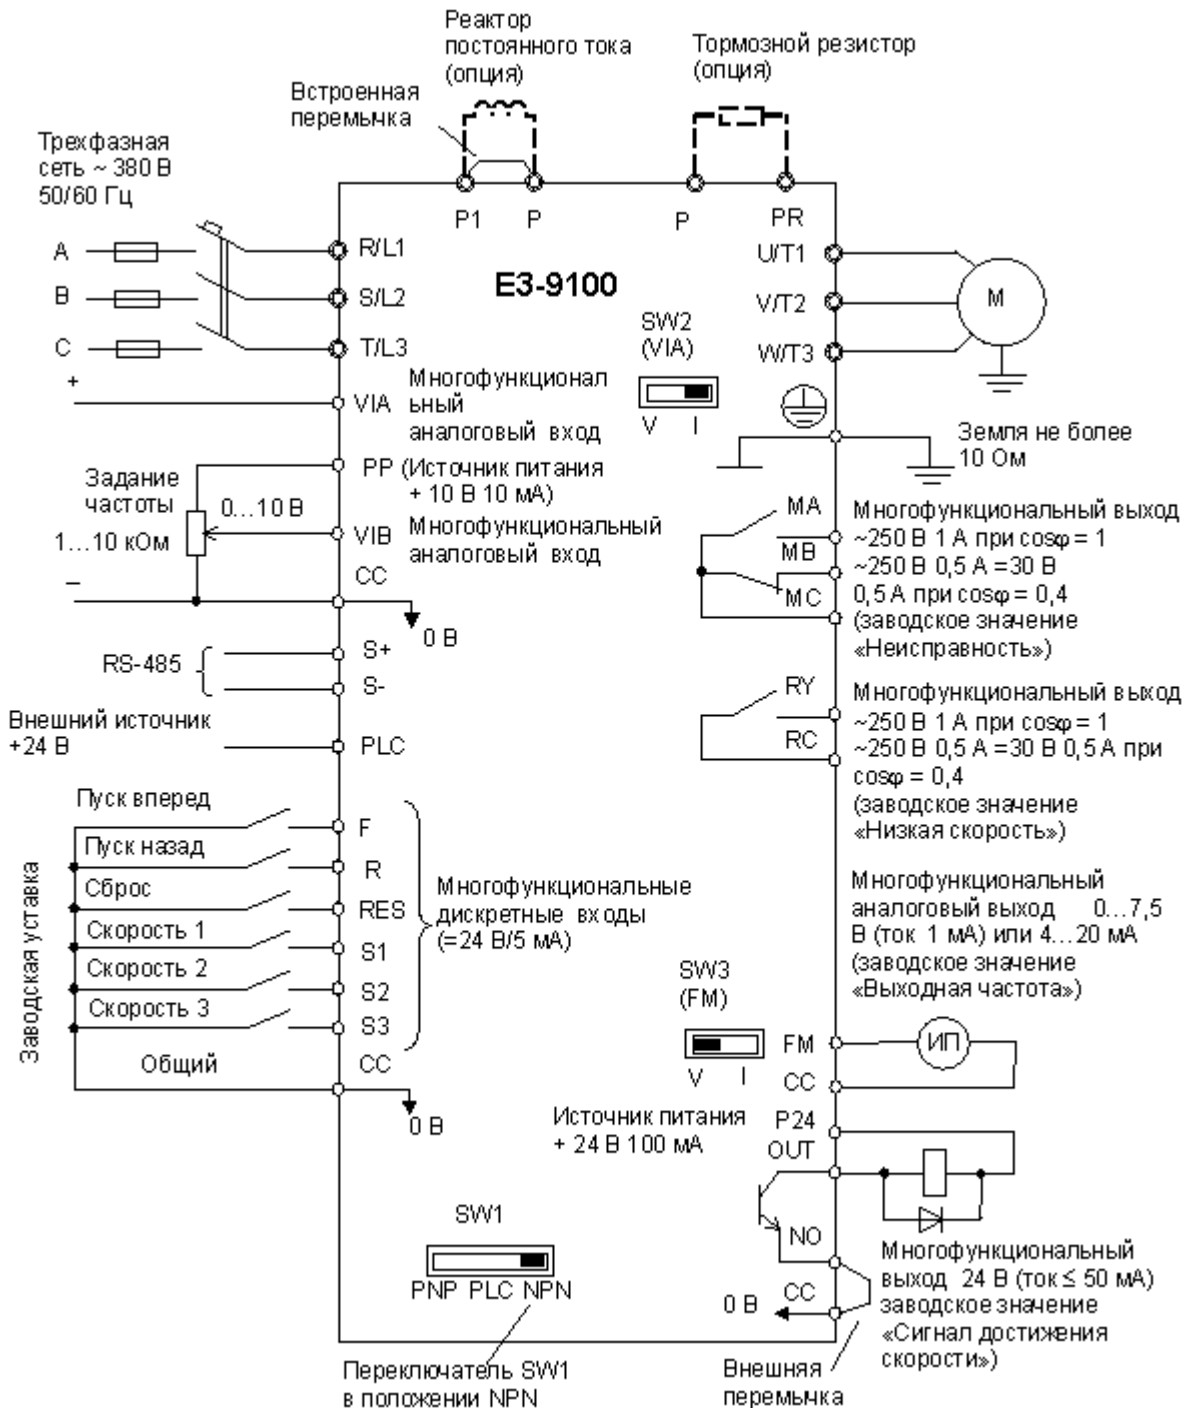 Реактор
постоянного тока
(опция)
Тормозной резистор
(опция)
Встроенная
перемычка
Трехфазная
сеть ~ 380 В
50/60 Гц
P1
P
P
PR
A
R/L1
U/T1
E3-9100
B
S/L2
V/T2
M
SW2
(VIA)
C
T/L3
W/T3
+
VIA
Многофункционал
ьный
аналоговый вход
V
I
Земля не более
10 Ом
Задание
частоты
PP (Источник питания
+ 10 В 10 мА)
0...10 В
1...10 кОм
VIB
Многофункциональный
аналоговый вход
–
CC
0 В
MA
MB
MC
Многофункциональный выход
~250 В 1 А при cosφ = 1
~250 В 0,5 А =30 В
0,5 А при cosφ = 0,4
(заводское значение
«Неисправность»)
RS-485
S+
S-
RY
RC
Многофункциональный выход
~250 В 1 А при cosφ = 1
~250 В 0,5 А =30 В 0,5 А при
cosφ = 0,4
(заводское значение
«Низкая скорость»)
Внешний источник
+24 В
PLC
Заводская уставка
Пуск вперед
F
Пуск назад
R
Сброс
RES
Скорость 1
S1
Скорость 2
S2
Скорость 3
S3
Общий
CC
0 В
Многофункциональные
дискретные входы
(=24 В/5 мА)
Многофункциональный
аналоговый выход 0...7,5
В (ток 1 мА) или 4...20 мА
(заводское значение
«Выходная частота»)
SW3
(FM)
V
I
FM
ИП
CC
Источник питания
+ 24 В 100 мА
P24
OUT
NO
CC
0 В
Многофункциональный
выход 24 В (ток ≤ 50 мА)
заводское значение
«Сигнал достижения
скорости»)
SW1
PNP PLC NPN
Переключатель SW1
в положении NPN
Внешняя
перемычка